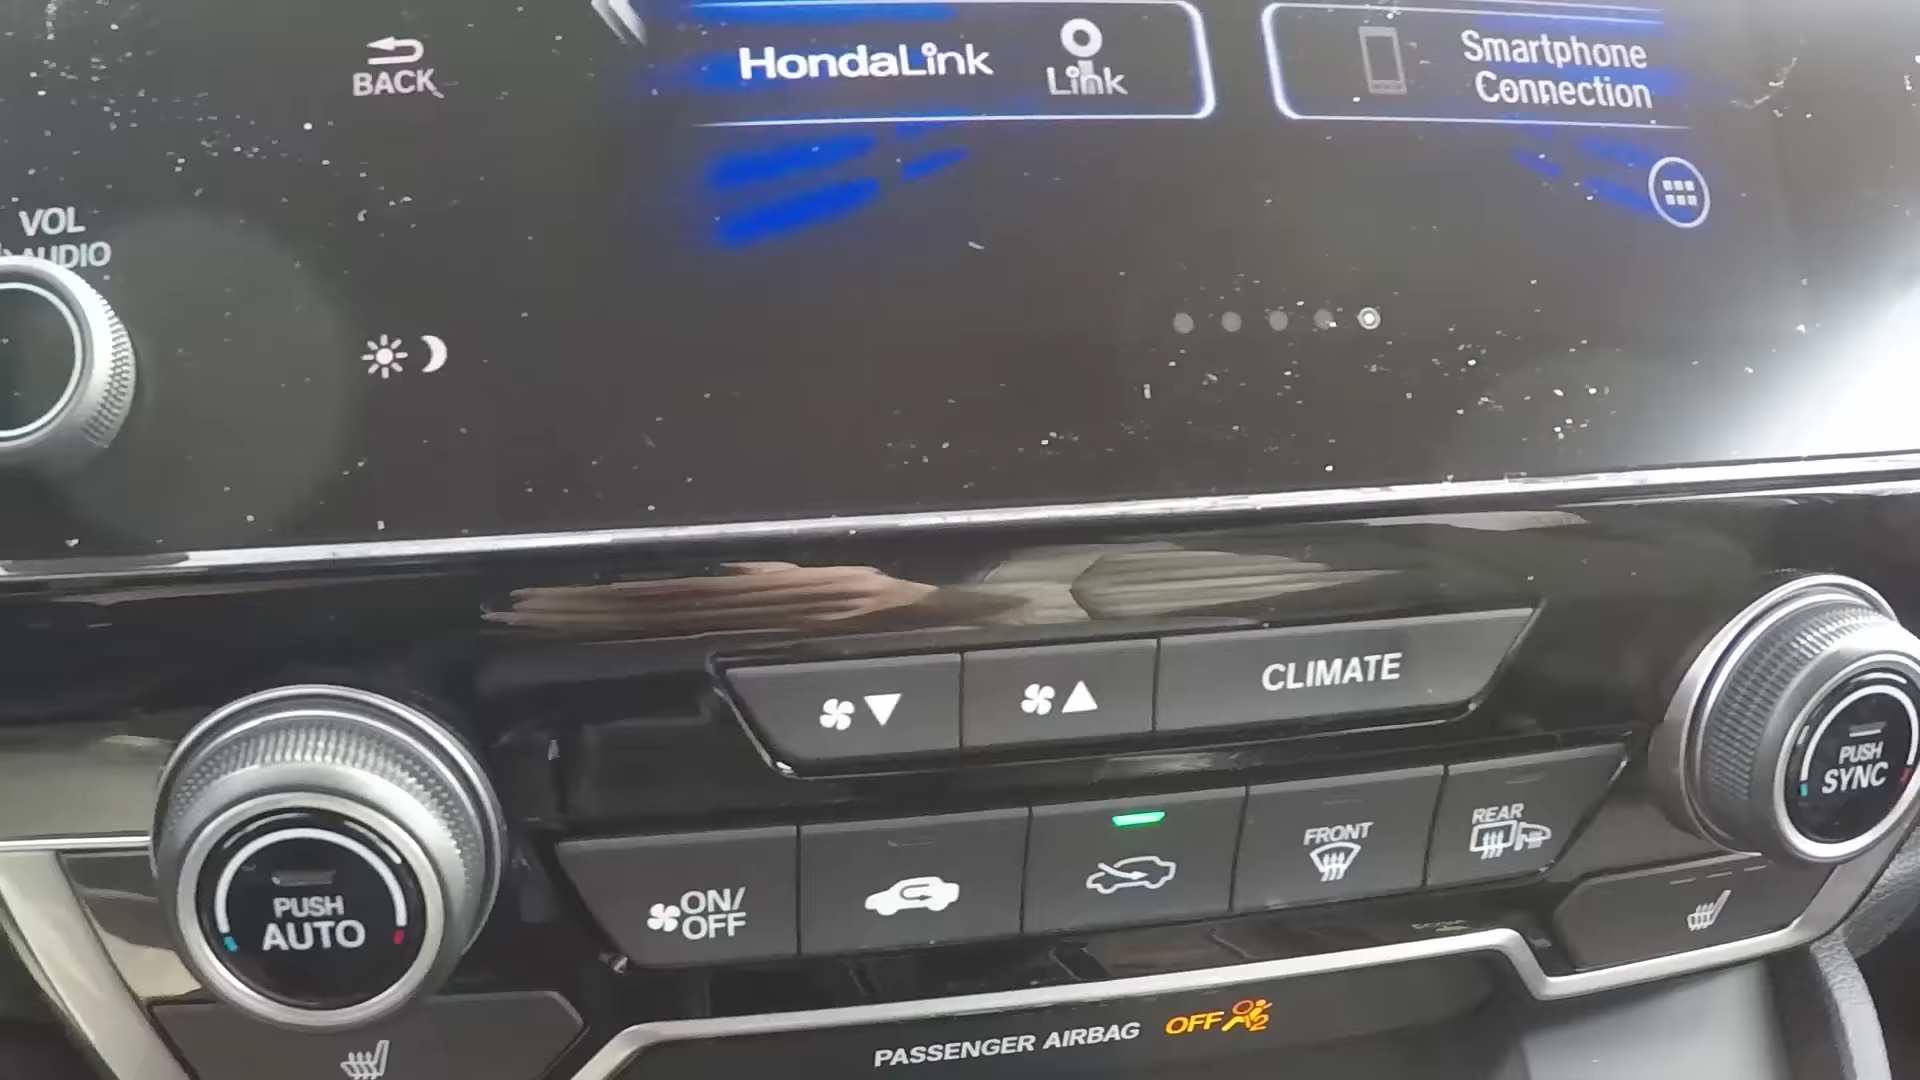 BACK
HondaLink
Link
Smartphone
Connection
VOL
AUDIO
CLIMATE
PUSH
SYNC
REAR
FRONT
ON/
OFF
PUSH
AUTO
PASSENGER AIRBAG OFF
2